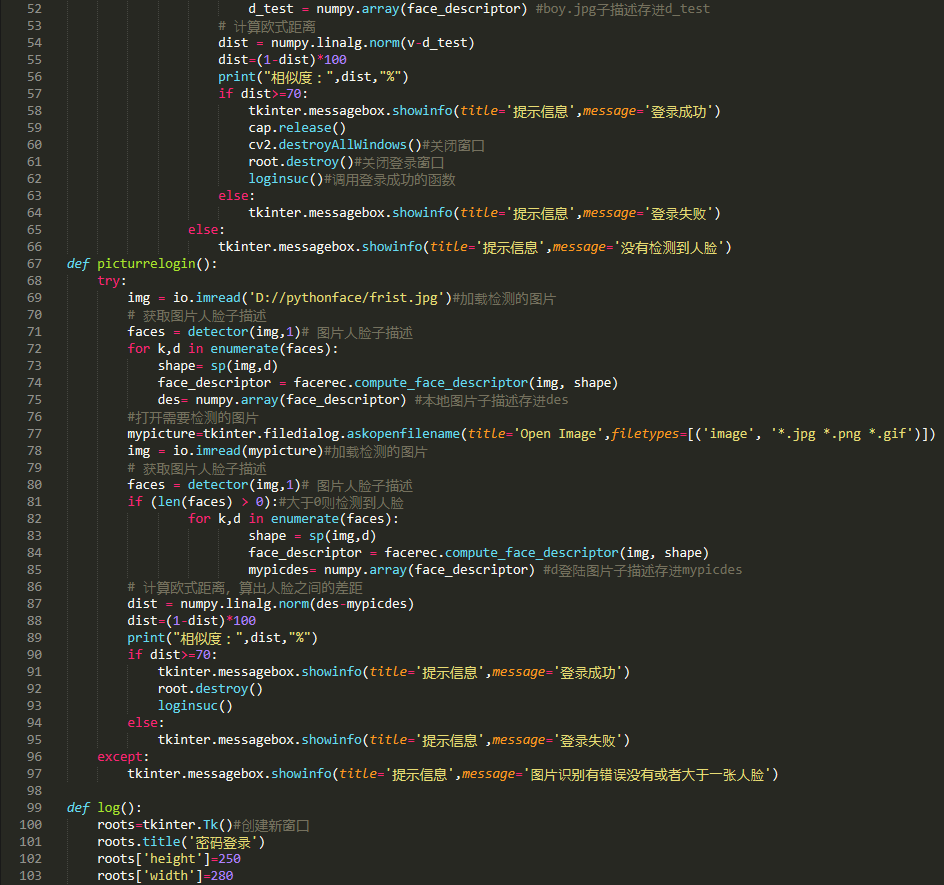 52 d_test = numpy.array(face_descriptor) #boy.jpg子描述存进d_test
53 # 计算欧式距离
54 dist = numpy.linalg.norm(v-d_test)
55 dist=(1-dist)*100
56 print("相似度：",dist,"%")
57 if dist>=70:
58 tkinter.messagebox.showinfo(title='提示信息',message='登录成功')
59 cap.release()
60 cv2.destroyAllWindows()#关闭窗口
61 root.destroy()#关闭登录窗口
62 loginsuc()#调用登录成功的函数
63 else:
64 tkinter.messagebox.showinfo(title='提示信息',message='登录失败')
65 else:
66 tkinter.messagebox.showinfo(title='提示信息',message='没有检测到人脸')
67 def picturrelogin():
68 try:
69 img = io.imread('D://pythonface/frist.jpg')#加载检测的图片
70 # 获取图片人脸子描述
71 faces = detector(img,1)# 图片人脸子描述
72 for k,d in enumerate(faces):
73 shape= sp(img,d)
74 face_descriptor = facerec.compute_face_descriptor(img, shape)
75 des= numpy.array(face_descriptor) #本地图片子描述存进des
76 #打开需要检测的图片
77 mypicture=tkinter.filedialog.askopenfilename(title='Open Image',filetypes=[('image', '*.jpg *.png *.gif')])
78 img = io.imread(mypicture)#加载检测的图片
79 # 获取图片人脸子描述
80 faces = detector(img,1)# 图片人脸子描述
81 if (len(faces) > 0):#大于0则检测到人脸
82 for k,d in enumerate(faces):
83 shape = sp(img,d)
84 face_descriptor = facerec.compute_face_descriptor(img, shape)
85 mypicdes= numpy.array(face_descriptor) #d登陆图片子描述存进mypicdes
86 # 计算欧式距离，算出人脸之间的差距
87 dist = numpy.linalg.norm(des-mypicdes)
88 dist=(1-dist)*100
89 print("相似度：",dist,"%")
90 if dist>=70:
91 tkinter.messagebox.showinfo(title='提示信息',message='登录成功')
92 root.destroy()
93 loginsuc()
94 else:
95 tkinter.messagebox.showinfo(title='提示信息',message='登录失败')
96 except:
97 tkinter.messagebox.showinfo(title='提示信息',message='图片识别有错误没有或者大于一张人脸')
98
99 def log():
100 roots=tkinter.Tk()#创建新窗口
101 roots.title('密码登录')
102 roots['height']=250
103 roots['width']=280